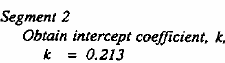 Segment 2
Obtain intercept coefficient, k,
k = 0.213